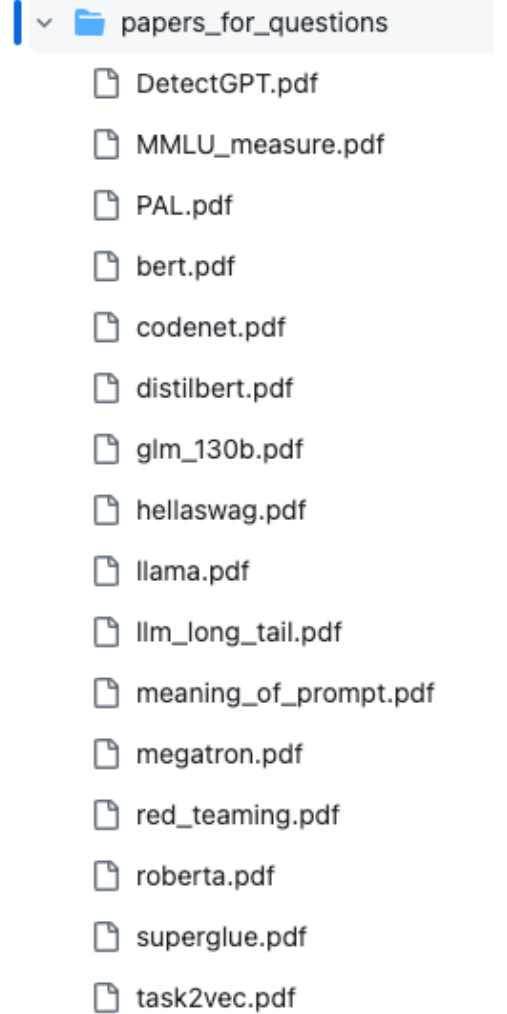 papers_for_questions
DetectGPT.pdf
MMLU_measure.pdf
PAL.pdf
bert.pdf
codenet.pdf
distilbert.pdf
glm_130b.pdf
hellaswag.pdf
llama.pdf
llm_long_tail.pdf
meaning_of_prompt.pdf
megatron.pdf
red_teaming.pdf
roberta.pdf
superglue.pdf
task2vec.pdf